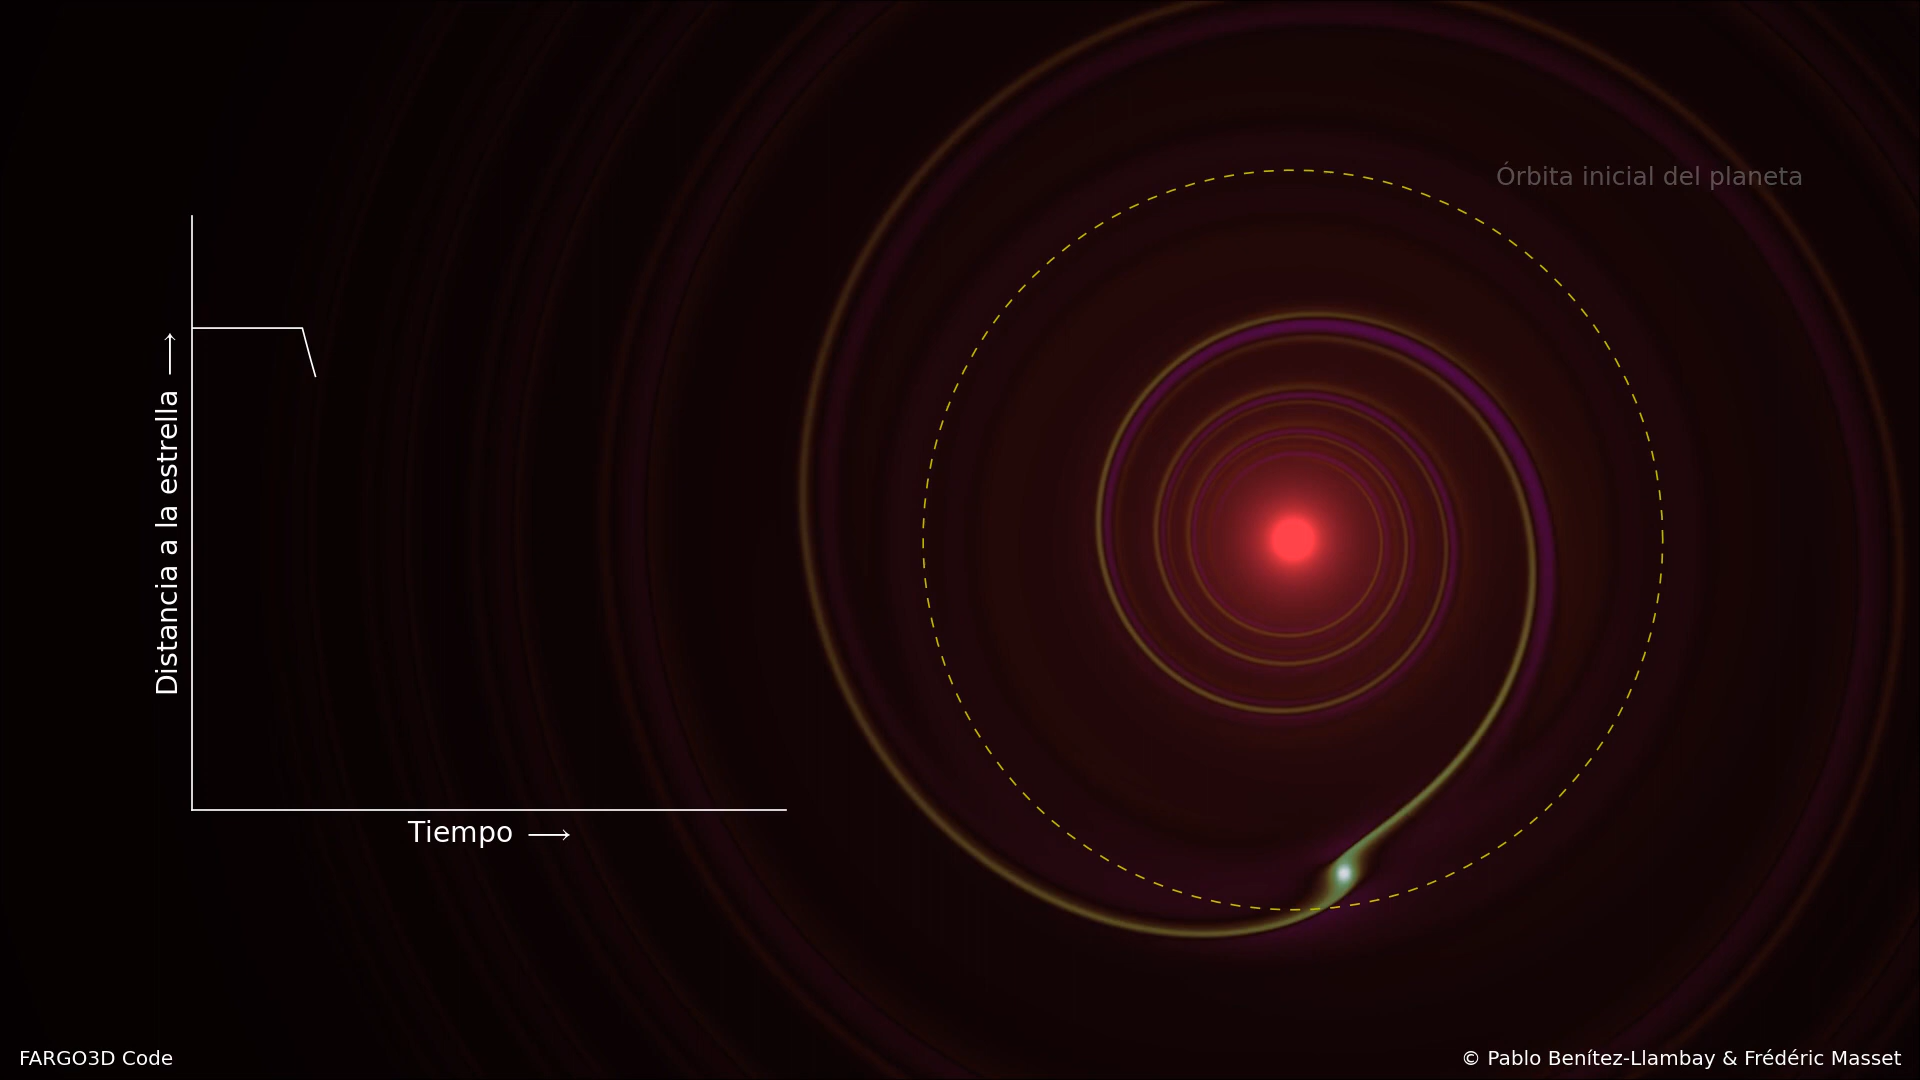 Órbita inicial del planeta
Distancia a la estrella ⟶
Tiempo ⟶
FARGO3D Code
© Pablo Benítez-Llambay & Frédéric Masset